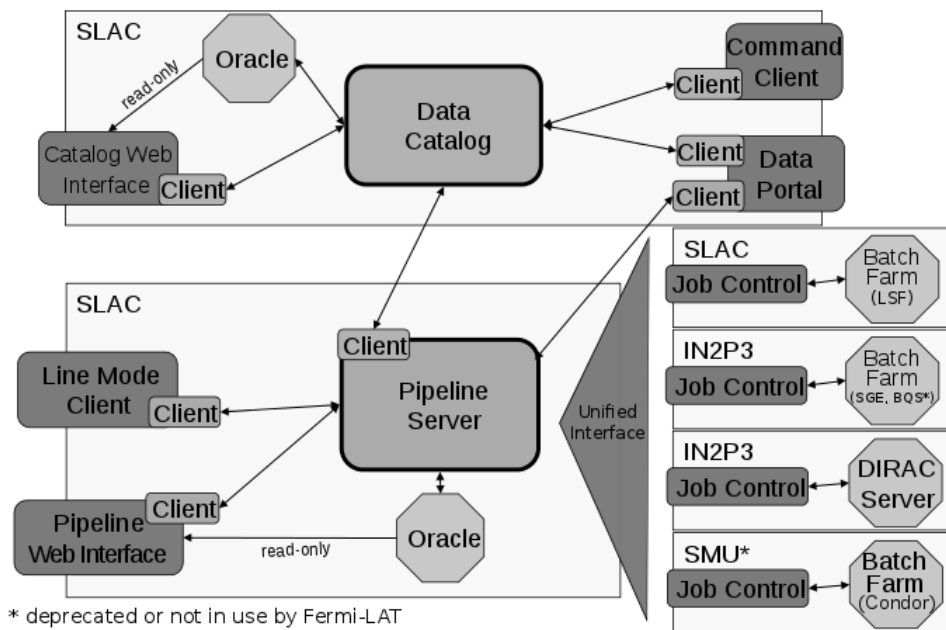 SLAC
Oracle
read-only
Catalog Web
Interface
Client
Data
Catalog
Command
Client
Client
Client
Data
Portal
Client
SLAC
Client
Line Mode
Client
Client
Pipeline
Server
Client
Pipeline
Web Interface
read-only
Oracle
Unified
Interface
SLAC
Job Control
Batch
Farm
(LSF)
IN2P3
Job Control
Batch
Farm
(SGE, BQS*)
IN2P3
Job Control
DIRAC
Server
SMU*
Job Control
Batch
Farm
(Condor)
* deprecated or not in use by Fermi-LAT